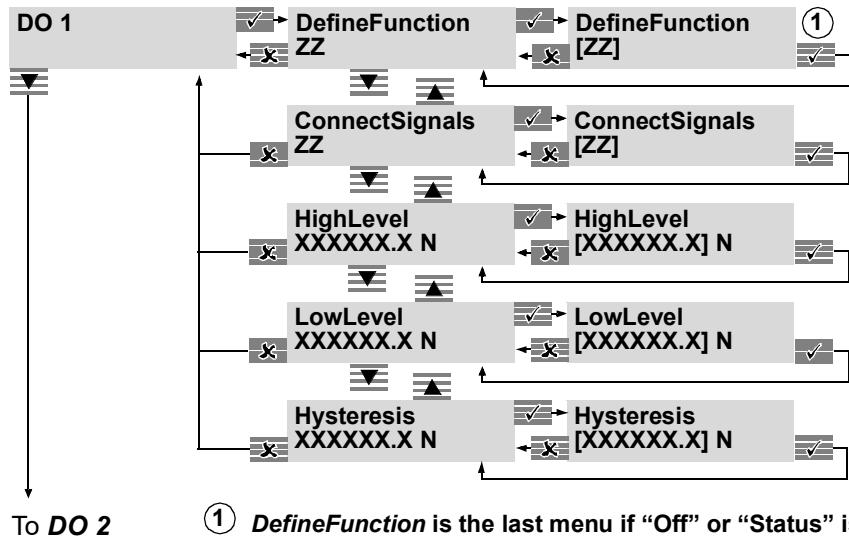 DO 1
DefineFunction
ZZ
DefineFunction
[ZZ]
1
ConnectSignals
ZZ
ConnectSignals
[ZZ]
HighLevel
XXXXXX.X N
HighLevel
[XXXXXX.X] N
LowLevel
XXXXXX.X N
LowLevel
[XXXXXX.X] N
Hysteresis
XXXXXX.X N
Hysteresis
[XXXXXX.X] N
To DO 2
1 DefineFunction is the last menu if “Off” or “Status”